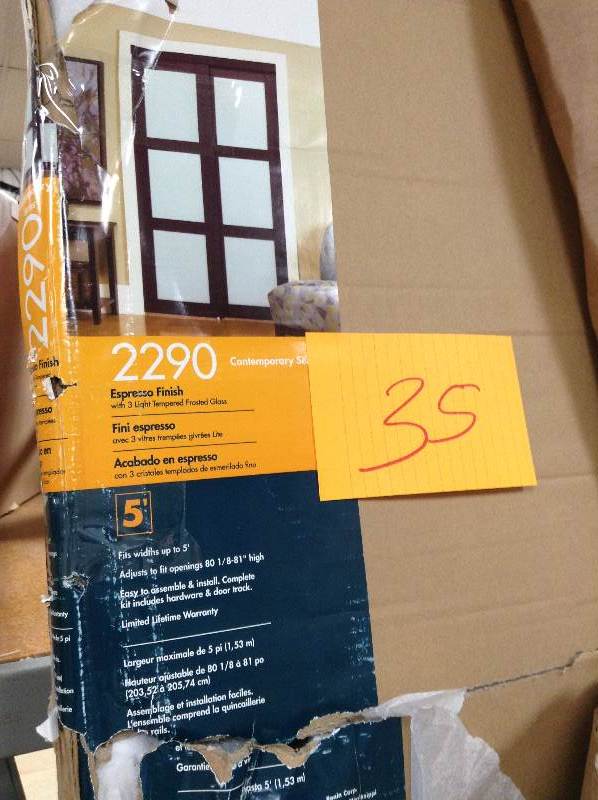 2290
2290
Contemporary
Espresso Finish
with 3 Light Tempered Frosted Glass
Fini espresso
avec 3 vitres trempées givrées Lite
Acabado en espresso
con 3 cristales templados de esmerilado fino
35
5'
Fits widths up to 5'
Adjusts to fit openings 80 1/8-81" high
Easy to assemble & install. Complete
kit includes hardware & door track.
Limited Lifetime Warranty
Largeur maximale de 5 pi (1,53 m)
Hauteur ajustable de 80 1/8 à 81 po
(203,52 à 205,74 cm)
Assemblage et installation faciles.
L'ensemble comprend la quincaillerie
rails.
Garantie
hasta 5' (1,53 m)
Corp.